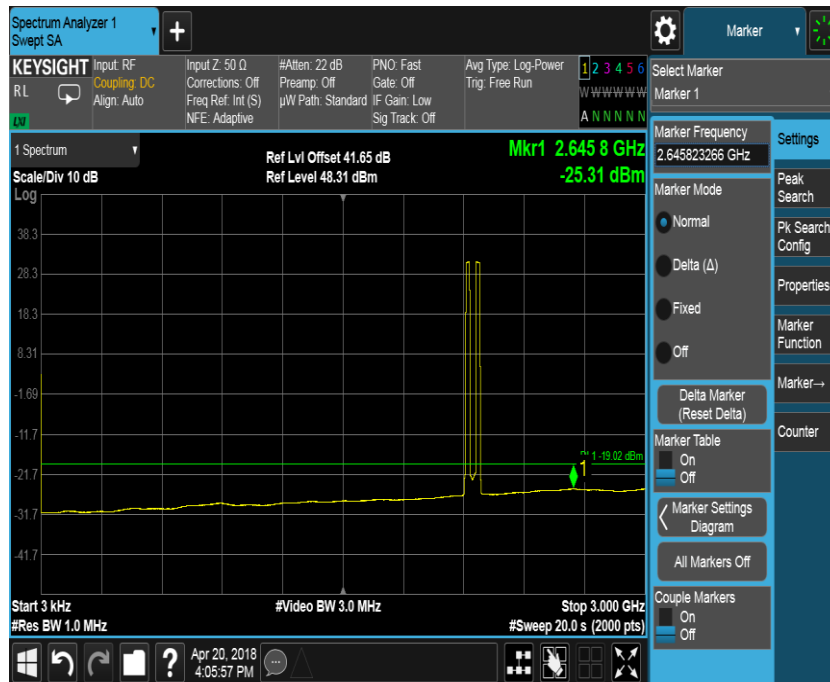 Spectrum Analyzer 1
Swept SA
+
Marker
KEYSIGHT Input: RF Input Z: 50 Ω #Atten: 22 dB PNO: Fast Avg Type: Log-Power 1 2 3 4 5 6
RL Coupling: DC Corrections: Off Preamp: Off Gate: Off Trig: Free Run
Align: Auto Freq Ref: Int (S) µW Path: Standard IF Gain: Low W W W W W W
LXI NFE: Adaptive Sig Track: Off A N N N N N
Select Marker
Marker 1
1 Spectrum
Scale/Div 10 dB
Ref Lvl Offset 41.65 dB
Ref Level 48.31 dBm
Mkr1 2.645 8 GHz
-25.31 dBm
Log
38.3
28.3
18.3
8.31
-1.69
-11.7
-21.7
-31.7
-41.7
1 -19.02 dBm
1
Start 3 kHz #Video BW 3.0 MHz Stop 3.000 GHz
#Res BW 1.0 MHz #Sweep 20.0 s (2000 pts)
Marker Frequency
2.645823266 GHz
Marker Mode
Normal
Delta (Δ)
Fixed
Off
Delta Marker
(Reset Delta)
Marker Table
On
Off
Marker Settings
Diagram
All Markers Off
Couple Markers
On
Off
Settings
Peak
Search
Pk Search
Config
Properties
Marker
Function
Marker→
Counter
?
Apr 20, 2018
4:05:57 PM